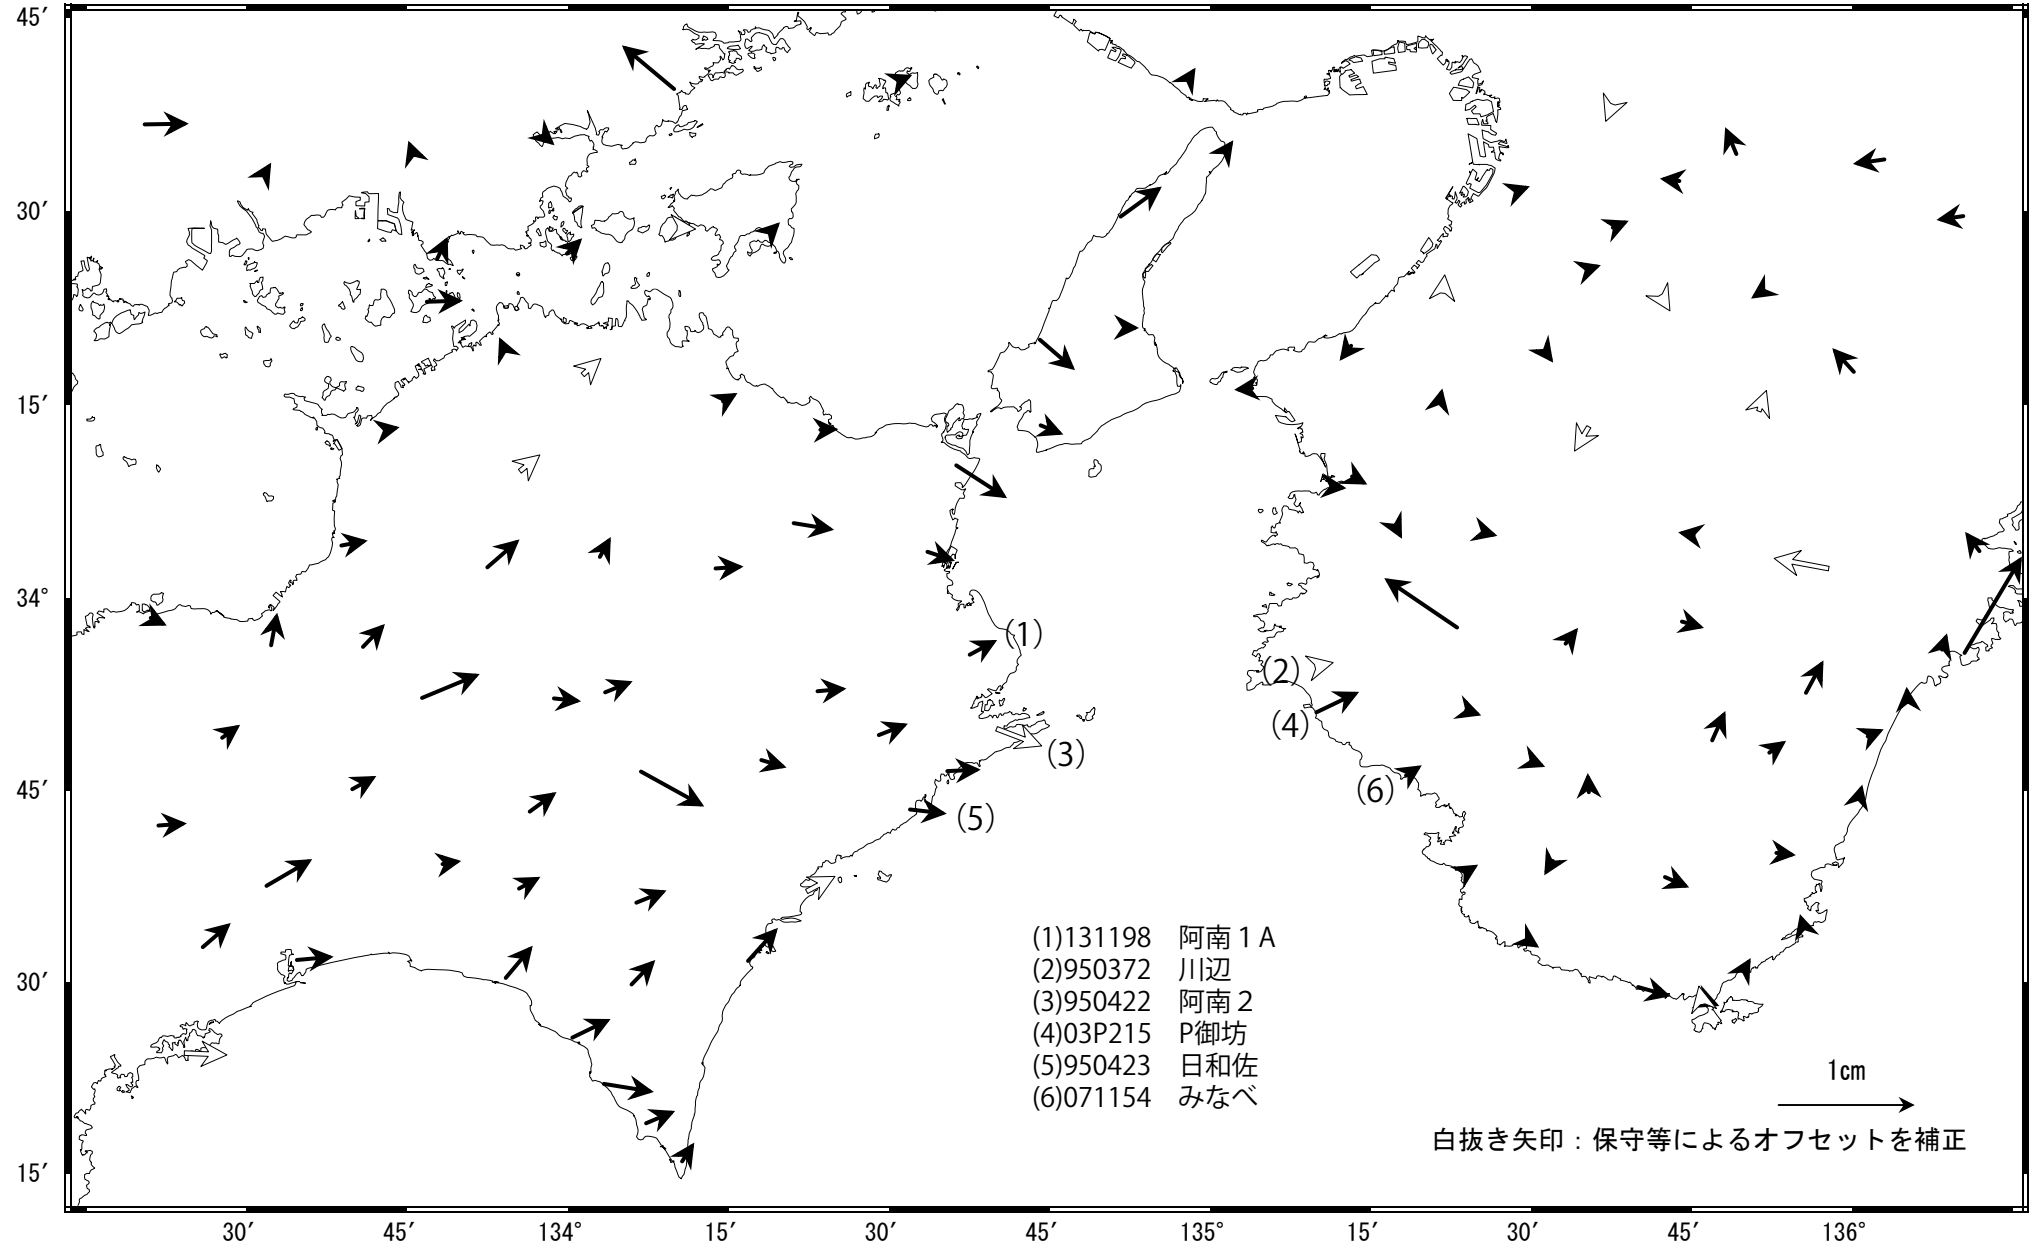 45′
30′
15′
34°
45′
30′
15′
(1)
(2)
(3)
(4)
(5)
(6)
(1)131198 阿南１A
(2)950372 川辺
(3)950422 阿南２
(4)03P215 P御坊
(5)950423 日和佐
(6)071154 みなべ
1cm
白抜き矢印：保守等によるオフセットを補正
30′ 45′ 134° 15′ 30′ 45′ 135° 15′ 30′ 45′ 136°